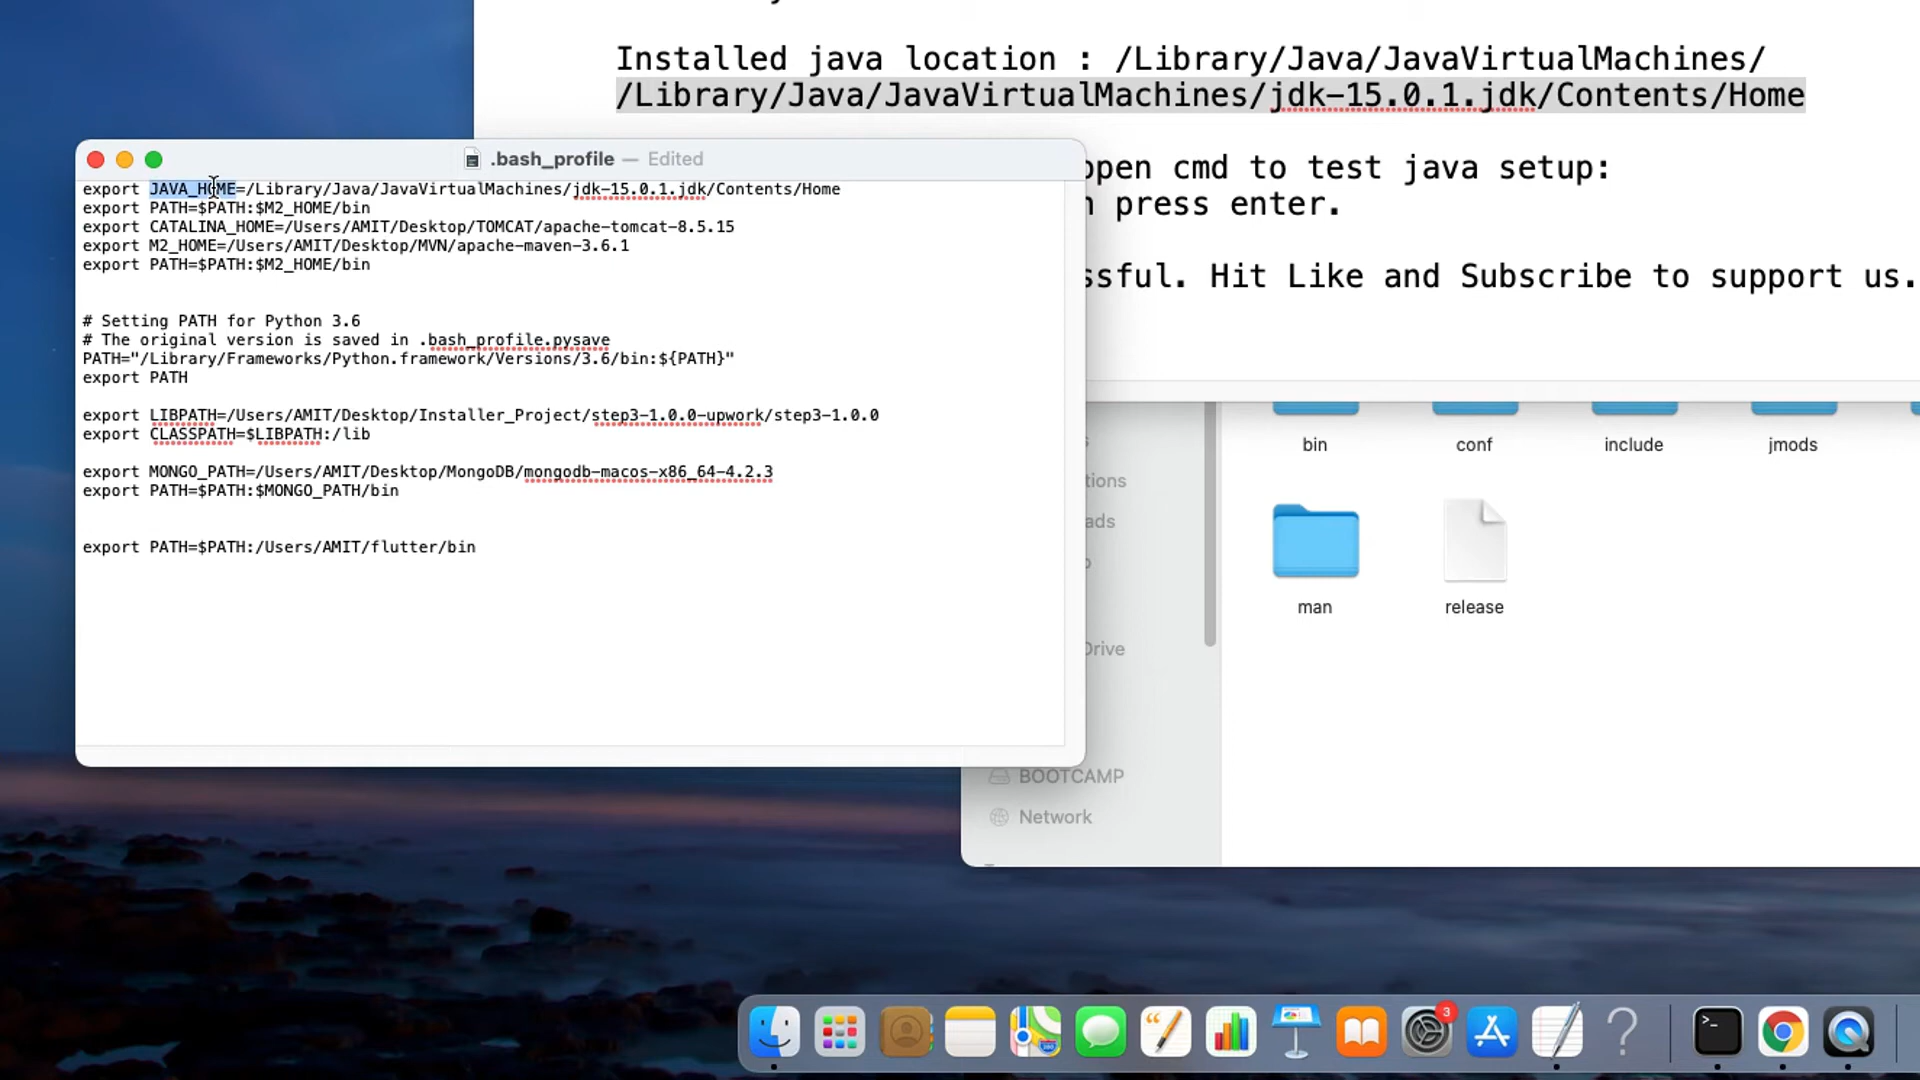 Installed java location : /Library/Java/JavaVirtualMachines/
/Library/Java/JavaVirtualMachines/jdk-15.0.1.jdk/Contents/Home
open cmd to test java setup:
press enter.
Hit Like and Subscribe to support us.
.bash_profile — Edited
export JAVA_HOME=/Library/Java/JavaVirtualMachines/jdk-15.0.1.jdk/Contents/Home
export PATH=$PATH:$M2_HOME/bin
export CATALINA_HOME=/Users/AMIT/Desktop/TOMCAT/apache-tomcat-8.5.15
export M2_HOME=/Users/AMIT/Desktop/MVN/apache-maven-3.6.1
export PATH=$PATH:$M2_HOME/bin
# Setting PATH for Python 3.6
# The original version is saved in .bash_profile.pysave
PATH="/Library/Frameworks/Python.framework/Versions/3.6/bin:${PATH}"
export PATH
export LIBPATH=/Users/AMIT/Desktop/Installer_Project/step3-1.0.0-upwork/step3-1.0.0
export CLASSPATH=$LIBPATH:/lib
export MONGO_PATH=/Users/AMIT/Desktop/MongoDB/mongodb-macos-x86_64-4.2.3
export PATH=$PATH:$MONGO_PATH/bin
export PATH=$PATH:/Users/AMIT/flutter/bin
bin
conf
include
jmods
man
release
Drive
BOOTCAMP
Network
3